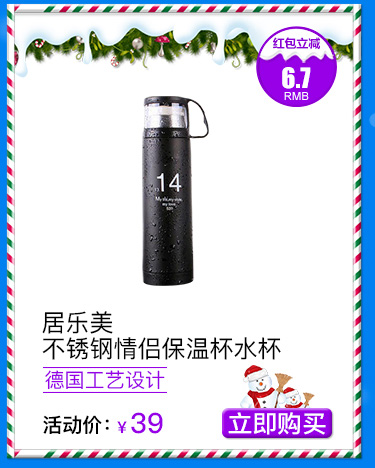 红包立减
6.7
RMB
14
居乐美
不锈钢情侣保温杯水杯
德国工艺设计
活动价：￥39
立即购买